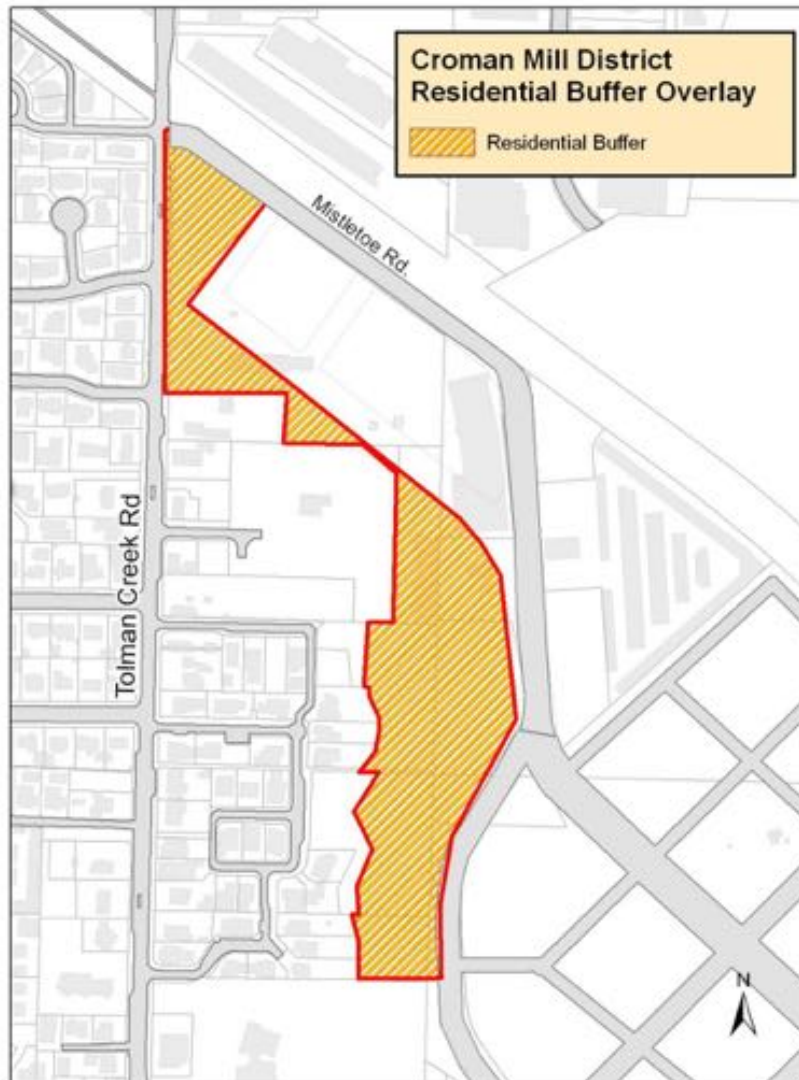 Croman Mill District
Residential Buffer Overlay
Residential Buffer
Mistletoe Rd.
Tolman Creek Rd
N